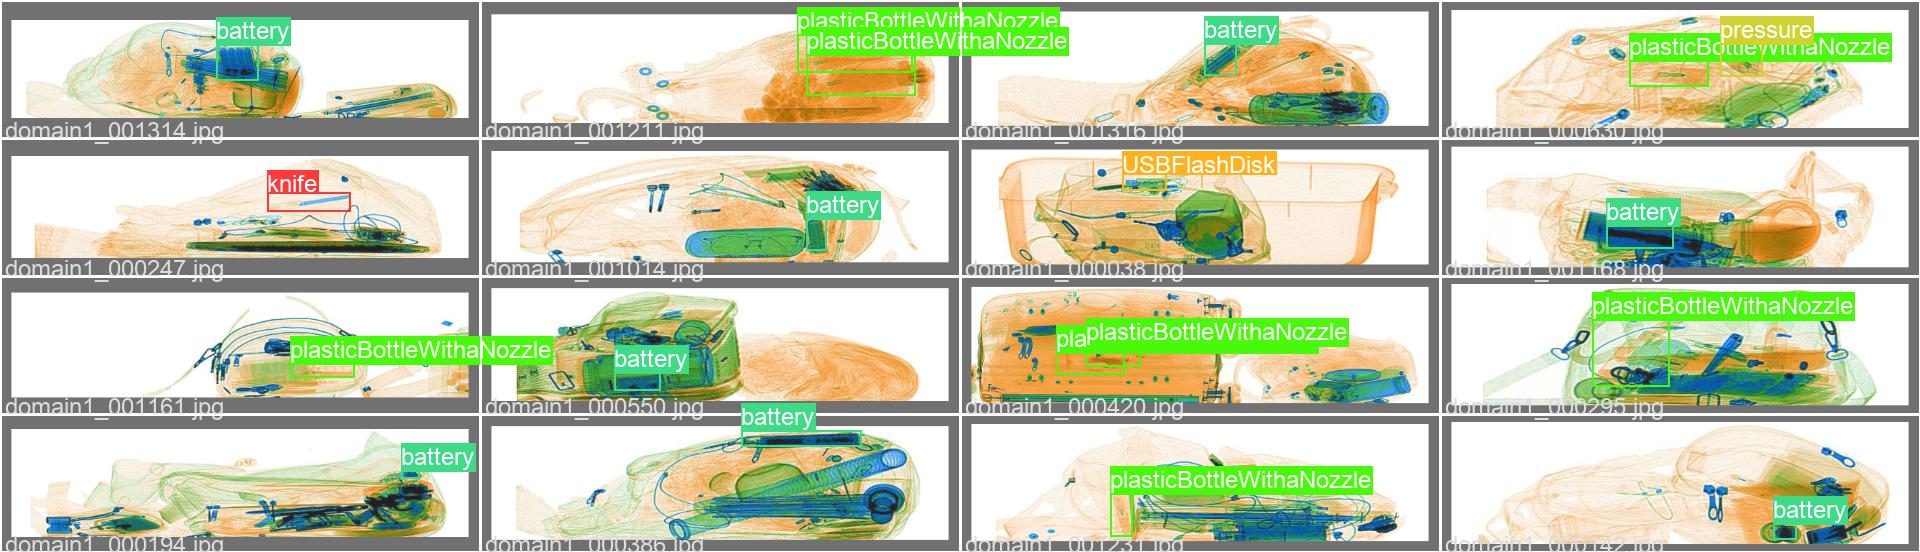 battery
domain1_001314.jpg
plasticBottleWithaNozzle
plasticBottleWithaNozzle
domain1_001211.jpg
battery
domain1_001316.jpg
pressure
plasticBottleWithaNozzle
domain1_000630.jpg
knife
domain1_000247.jpg
battery
domain1_001014.jpg
USBFlashDisk
domain1_000038.jpg
battery
domain1_001168.jpg
plasticBottleWithaNozzle
domain1_001161.jpg
battery
domain1_000550.jpg
pla
plasticBottleWithaNozzle
domain1_000420.jpg
plasticBottleWithaNozzle
domain1_000295.jpg
battery
domain1_000194.jpg
battery
domain1_000386.jpg
plasticBottleWithaNozzle
domain1_001231.jpg
battery
domain1_000142.jpg